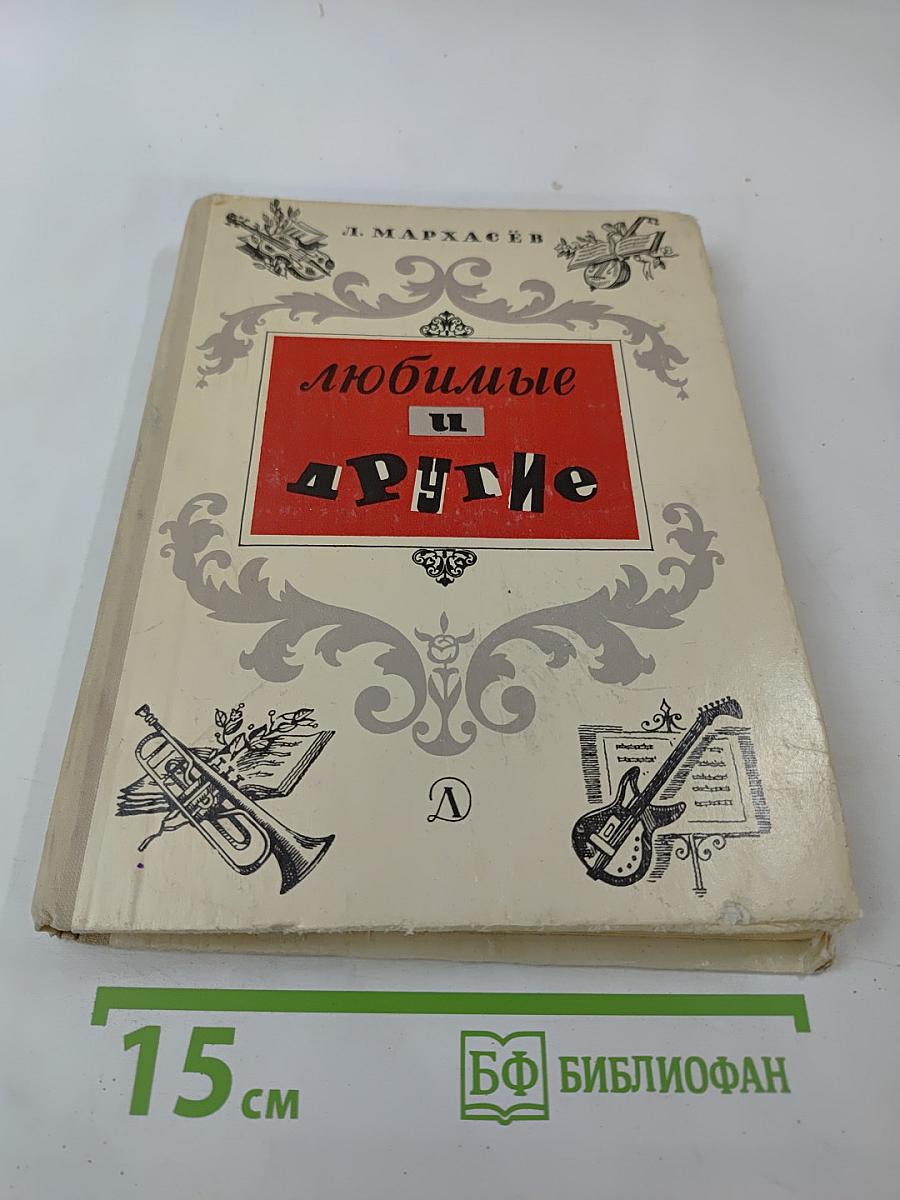 Л. МАРХАСЁВ
любимые
и
другие
Д
15 см
БФ БИБЛИОФАН